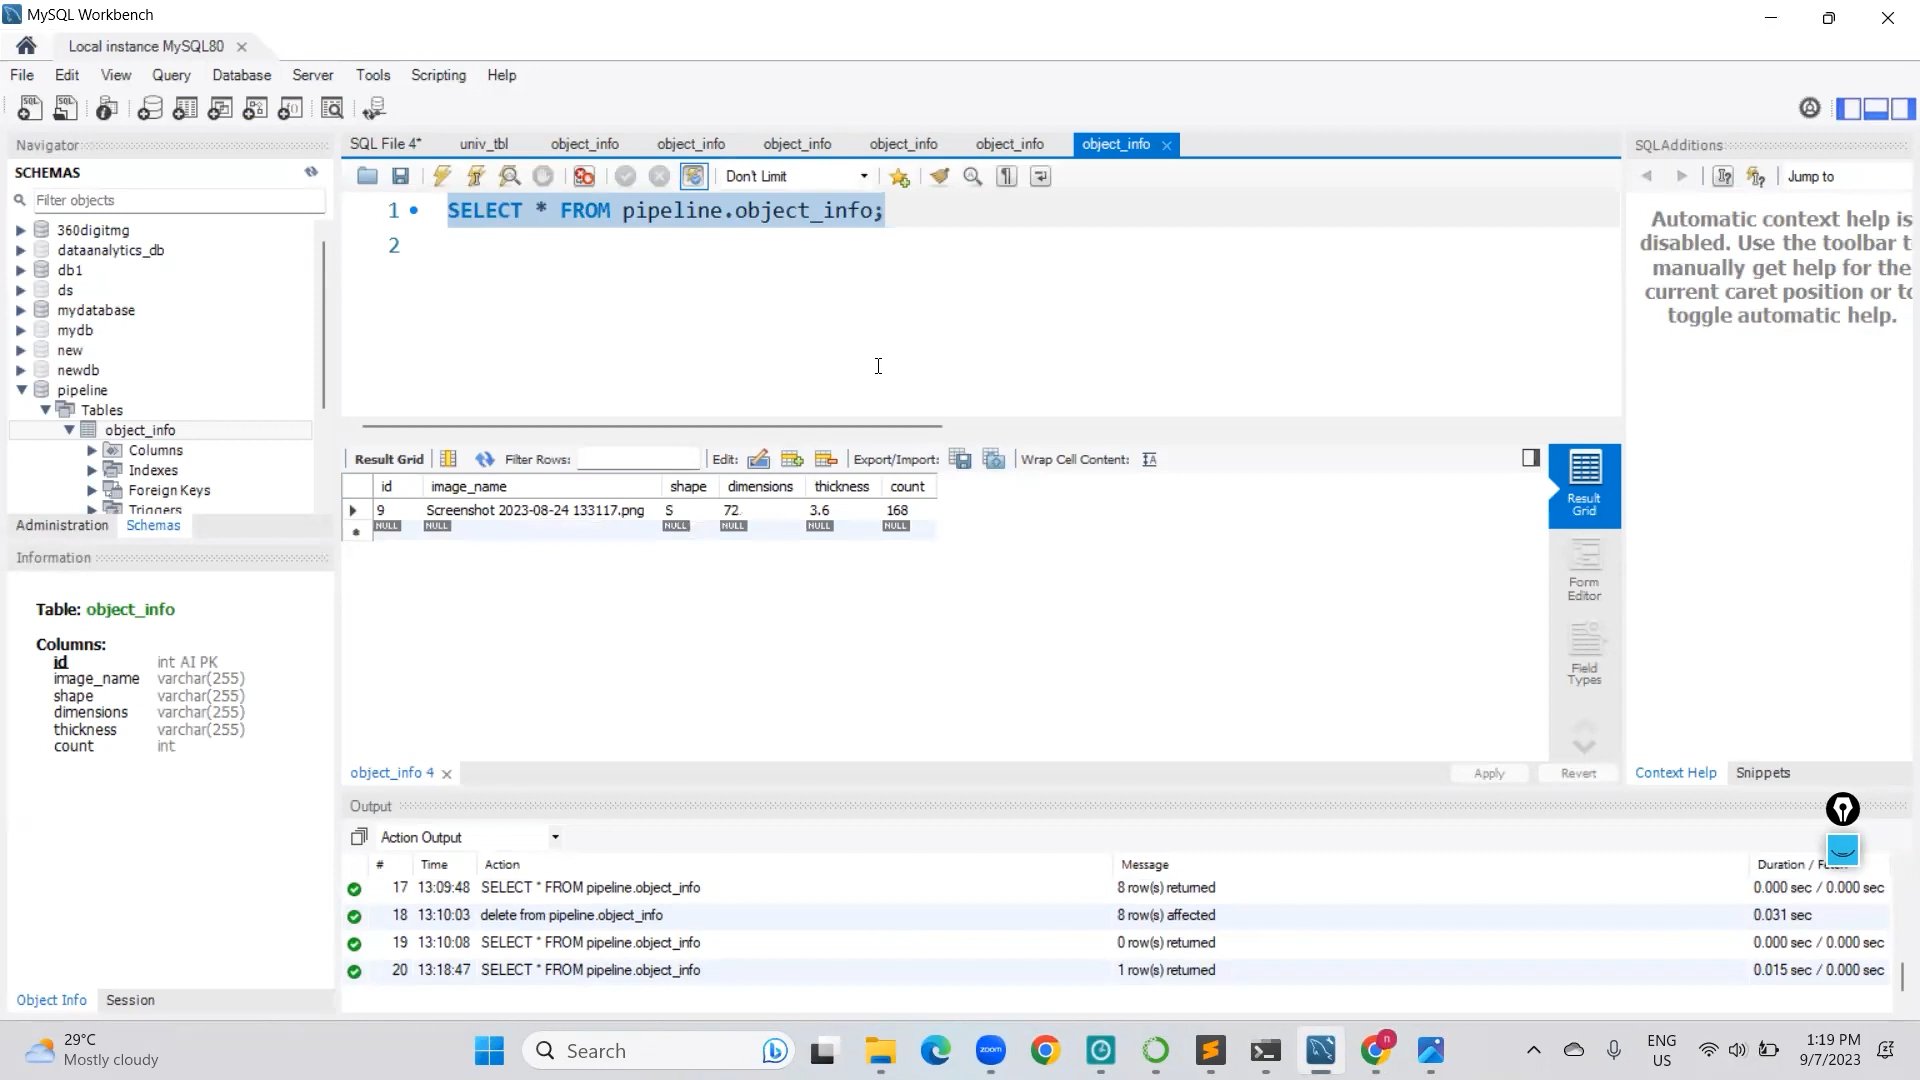 MySQL Workbench
Local instance MySQL80
File Edit View Query Database Server Tools Scripting Help
Navigator
SCHEMAS
Filter objects
360digitmg
dataanalytics_db
db1
ds
mydatabase
mydb
new
newdb
pipeline
Tables
object_info
Columns
Indexes
Foreign Keys
Triggers
Administration Schemas
Information
Table: object_info
Columns:
id int AI PK
image_name varchar(255)
shape varchar(255)
dimensions varchar(255)
thickness varchar(255)
count int
Object Info Session
SQL File 4* univ_tbl object_info object_info object_info object_info object_info object_info
Don't Limit
1 SELECT * FROM pipeline.object_info;
2
Result Grid Filter Rows: Edit: Export/Import: Wrap Cell Content:
id image_name shape dimensions thickness count
9 Screenshot 2023-08-24 133117.png S 72 3.6 168
NULL NULL NULL NULL NULL NULL
Result Grid
Form Editor
Field Types
object_info 4 Apply Revert
Output
Action Output
# Time Action Message Duration / F
17 13:09:48 SELECT * FROM pipeline.object_info 8 row(s) returned 0.000 sec / 0.000 sec
18 13:10:03 delete from pipeline.object_info 8 row(s) affected 0.031 sec
19 13:10:08 SELECT * FROM pipeline.object_info 0 row(s) returned 0.000 sec / 0.000 sec
20 13:18:47 SELECT * FROM pipeline.object_info 1 row(s) returned 0.015 sec / 0.000 sec
SQLAdditions
Jump to
Automatic context help is
disabled. Use the toolbar t
manually get help for the
current caret position or to
toggle automatic help.
Context Help Snippets
29°C
Mostly cloudy
Search
zoom
n
ENG
US
1:19 PM
9/7/2023